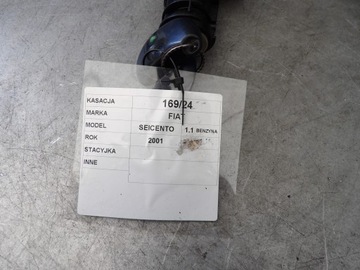 KASACJA 169/24
MARKA FIAT
MODEL SEICENTO 1.1 BENZYNA
ROK 2001
STACYJKA
INNE